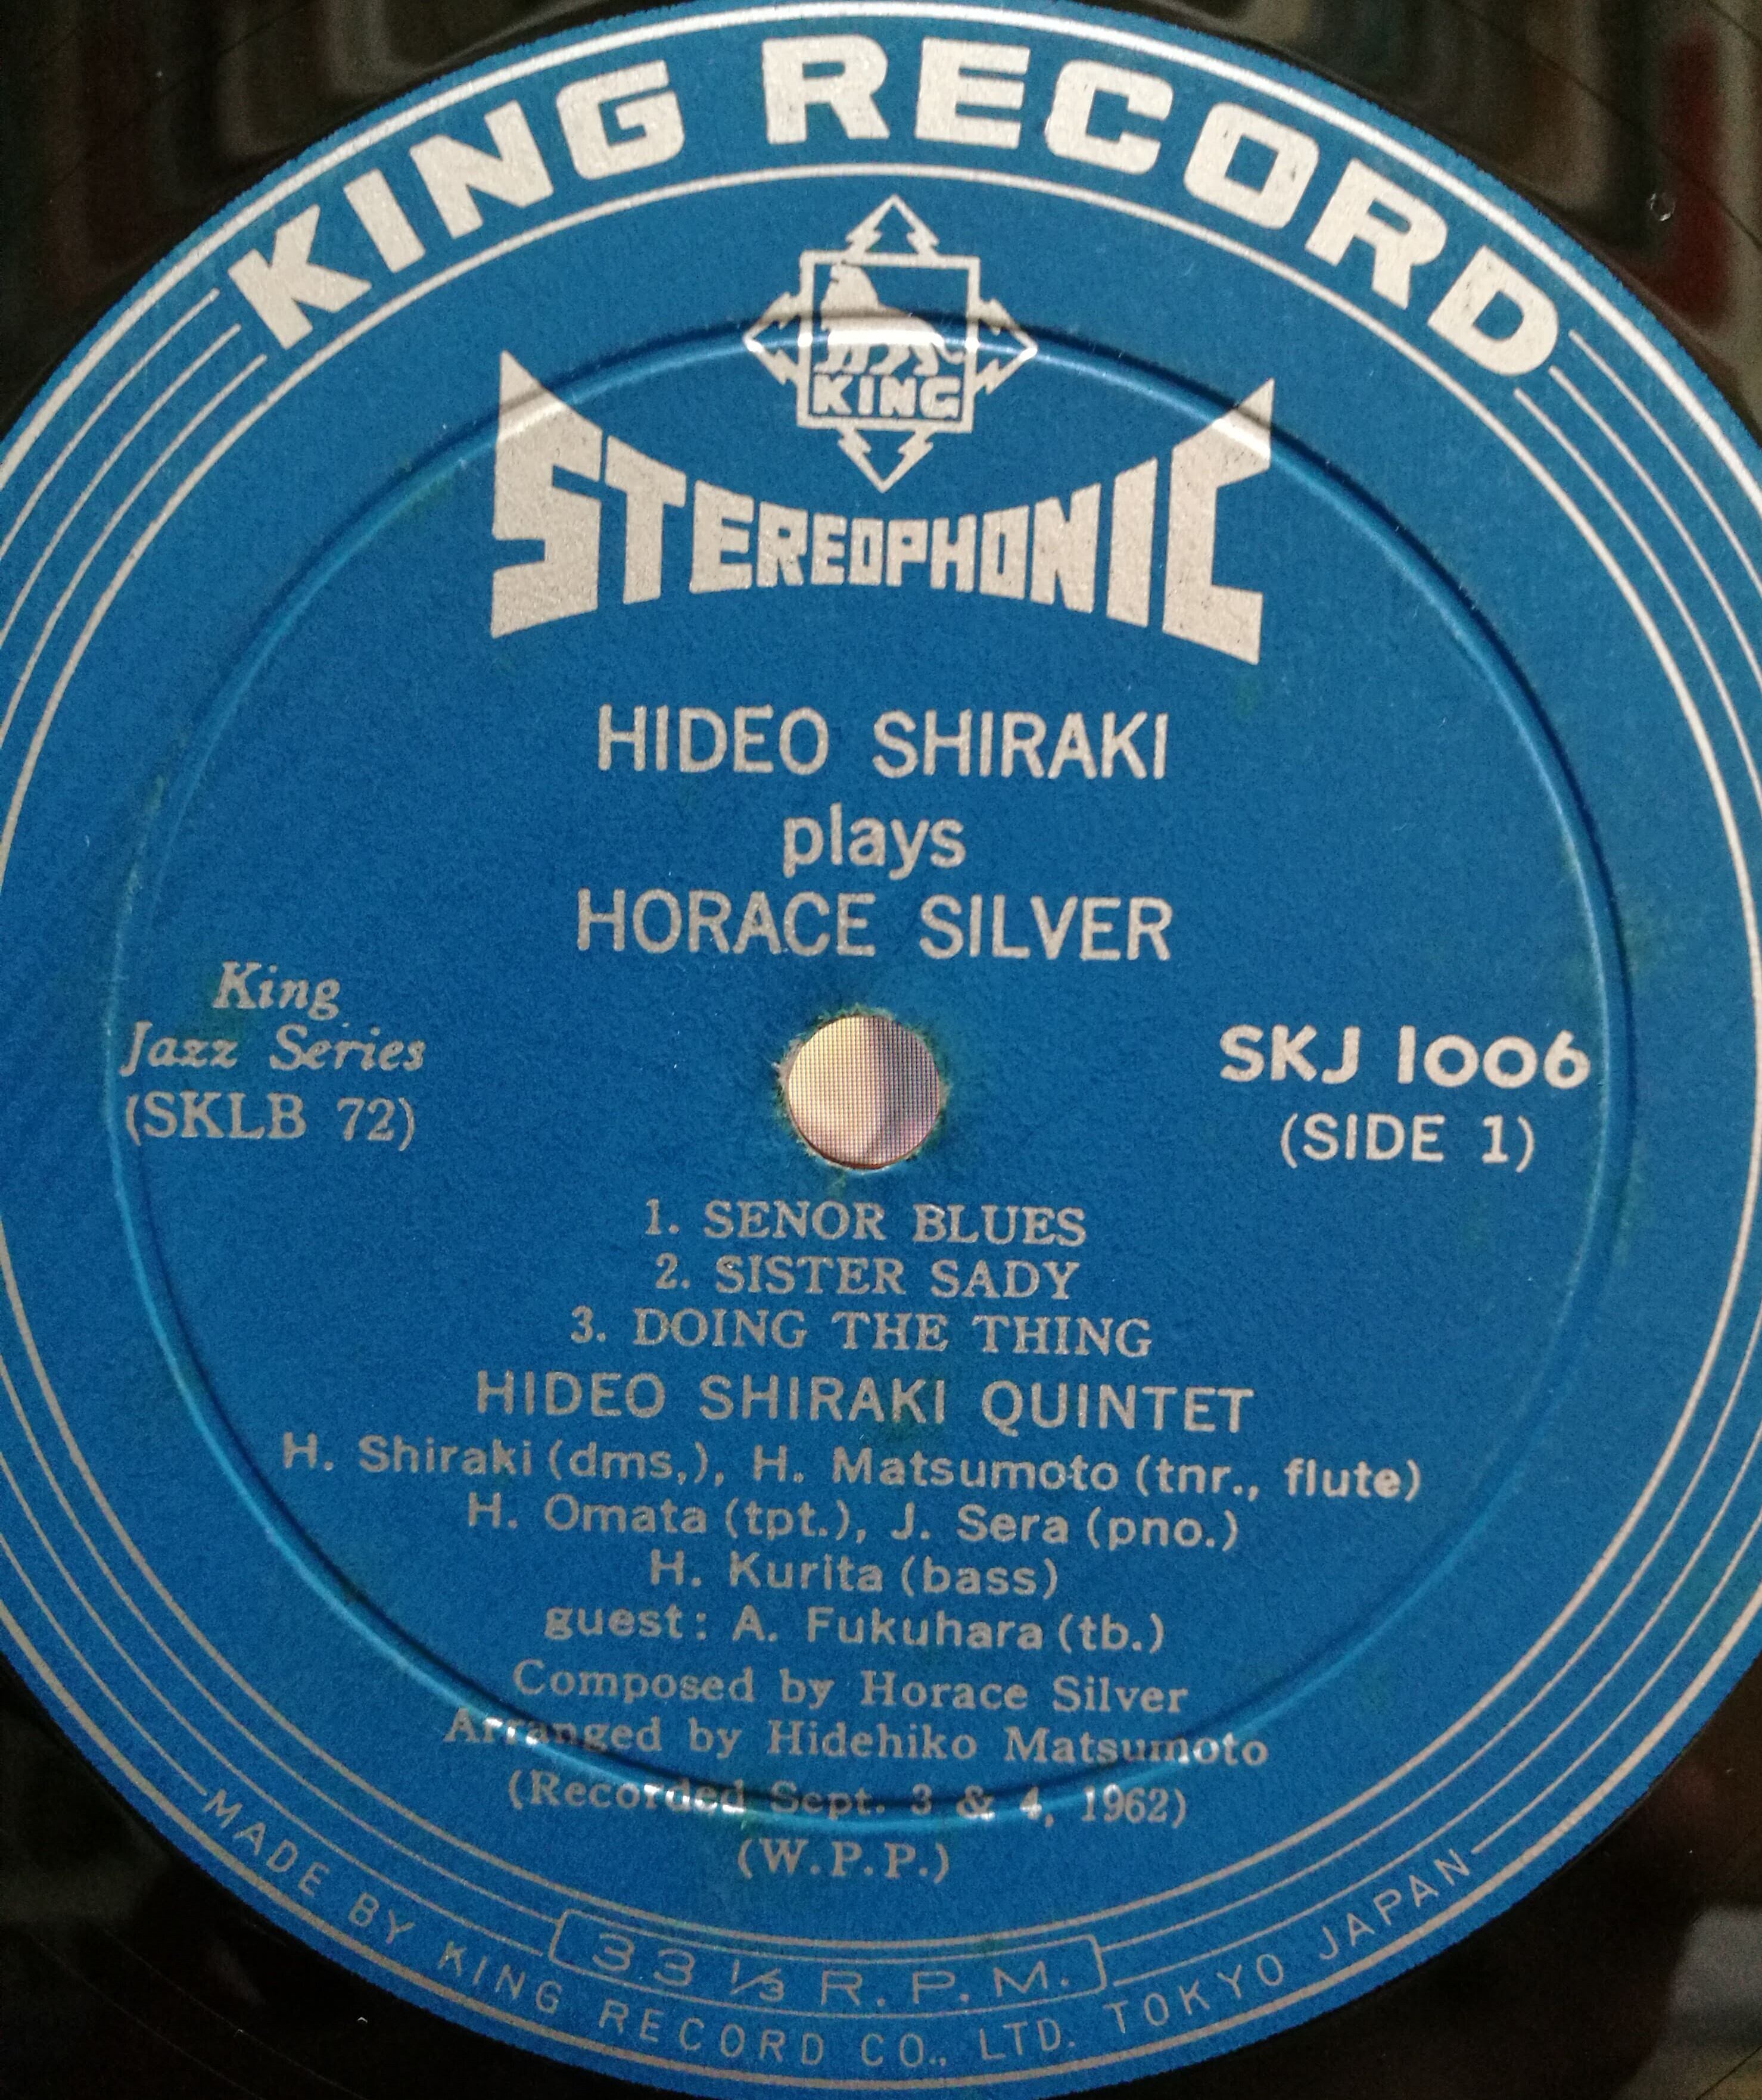 KING RECORD
KING
STEREOPHONIC
HIDEO SHIRAKI
plays
HORACE SILVER
King
Jazz Series
(SKLB 72)
SKJ 1006
(SIDE 1)
1. SENOR BLUES
2. SISTER SADY
3. DOING THE THING
HIDEO SHIRAKI QUINTET
H. Shiraki (dms,), H. Matsumoto (tnr., flute)
H. Omata (tpt.), J. Sera (pno.)
H. Kurita (bass)
guest: A. Fukuhara (tb.)
Composed by Horace Silver
Arranged by Hidehiko Matsumoto
(Recorded Sept. 3 & 4, 1962)
(W.P.P.)
33 1/3 R.P.M.
MADE BY KING RECORD CO., LTD. TOKYO JAPAN